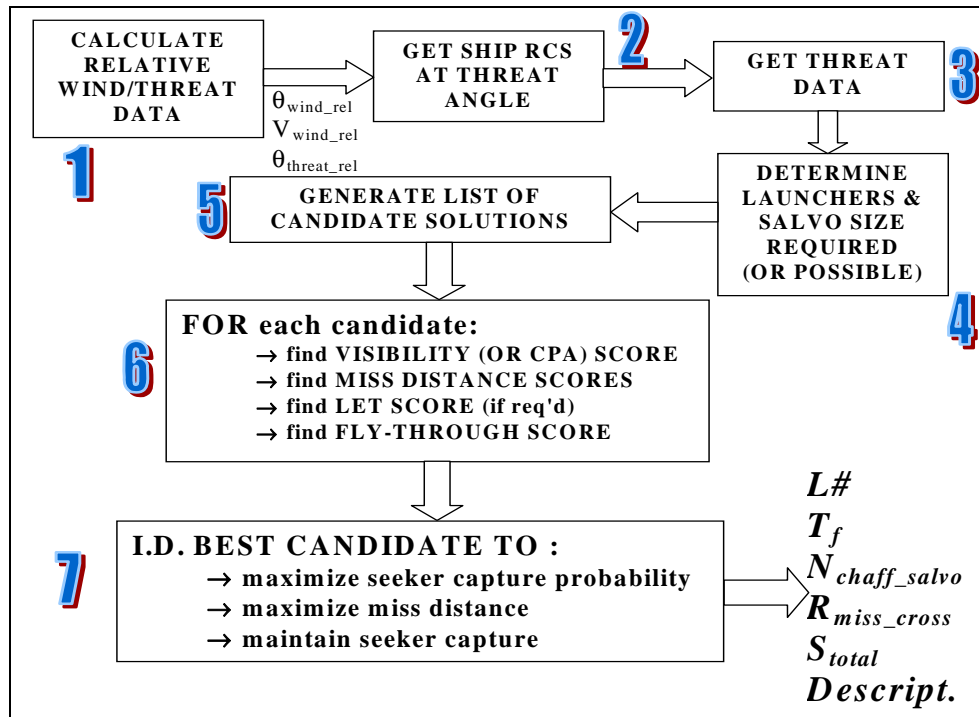 1
CALCULATE
RELATIVE
WIND/THREAT
DATA
θwind_rel
Vwind_rel
θthreat_rel
2
GET SHIP RCS
AT THREAT
ANGLE
3
GET THREAT
DATA
4
DETERMINE
LAUNCHERS &
SALVO SIZE
REQUIRED
(OR POSSIBLE)
5
GENERATE LIST OF
CANDIDATE SOLUTIONS
6
FOR each candidate:
→ find VISIBILITY (OR CPA) SCORE
→ find MISS DISTANCE SCORES
→ find LET SCORE (if req'd)
→ find FLY-THROUGH SCORE
7
I.D. BEST CANDIDATE TO :
→ maximize seeker capture probability
→ maximize miss distance
→ maintain seeker capture
L#
Tf
Nchaff_salvo
Rmiss_cross
Stotal
Descript.